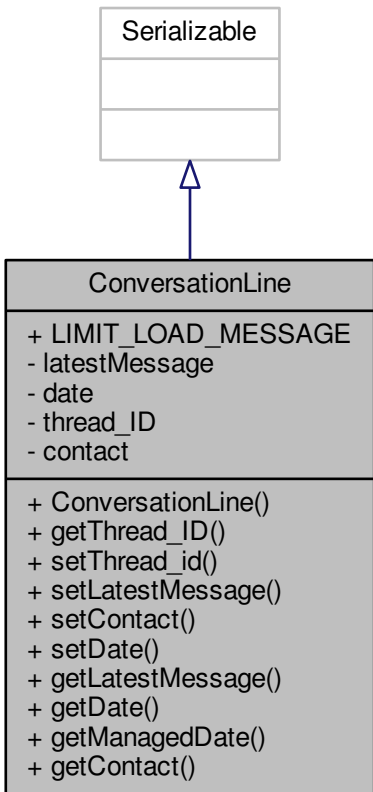 Serializable
ConversationLine
+ LIMIT_LOAD_MESSAGE
- latestMessage
- date
- thread_ID
- contact
+ ConversationLine()
+ getThread_ID()
+ setThread_id()
+ setLatestMessage()
+ setContact()
+ setDate()
+ getLatestMessage()
+ getDate()
+ getManagedDate()
+ getContact()